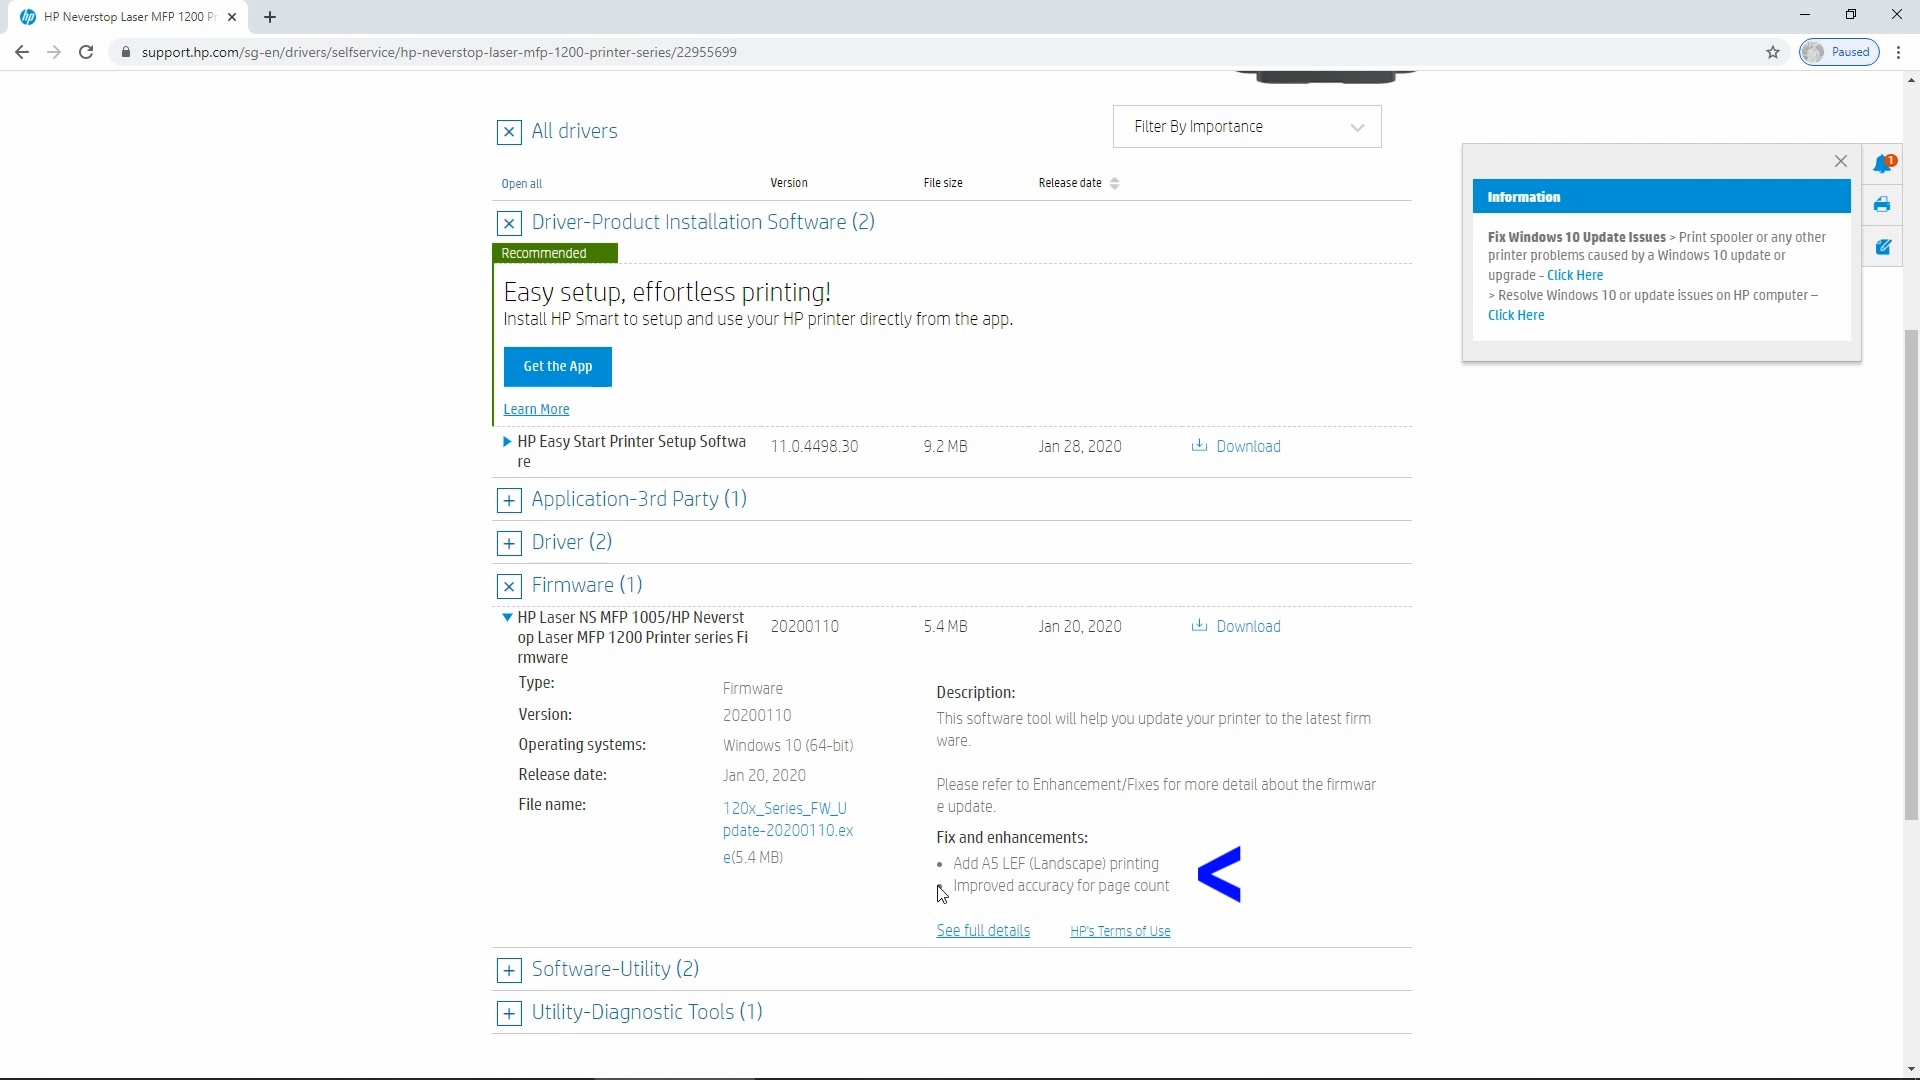 HP Neverstop Laser MFP 1200 Pr
support.hp.com/sg-en/drivers/selfservice/hp-neverstop-laser-mfp-1200-printer-series/22955699
Paused
All drivers
Filter By Importance
Open all
Version
File size
Release date
Driver-Product Installation Software (2)
Recommended
Easy setup, effortless printing!
Install HP Smart to setup and use your HP printer directly from the app.
Get the App
Learn More
HP Easy Start Printer Setup Softwa
re
11.0.4498.30
9.2 MB
Jan 28, 2020
Download
Application-3rd Party (1)
Driver (2)
Firmware (1)
HP Laser NS MFP 1005/HP Neverst
op Laser MFP 1200 Printer series Fi
rmware
20200110
5.4 MB
Jan 20, 2020
Download
Type:
Firmware
Version:
20200110
Operating systems:
Windows 10 (64-bit)
Release date:
Jan 20, 2020
File name:
120x_Series_FW_U
pdate-20200110.ex
e(5.4 MB)
Description:
This software tool will help you update your printer to the latest firm
ware.
Please refer to Enhancement/Fixes for more detail about the firmwar
e update.
Fix and enhancements:
• Add A5 LEF (Landscape) printing
Improved accuracy for page count
<
See full details
HP's Terms of Use
Software-Utility (2)
Utility-Diagnostic Tools (1)
1
Information
Fix Windows 10 Update Issues > Print spooler or any other
printer problems caused by a Windows 10 update or
upgrade - Click Here
> Resolve Windows 10 or update issues on HP computer –
Click Here